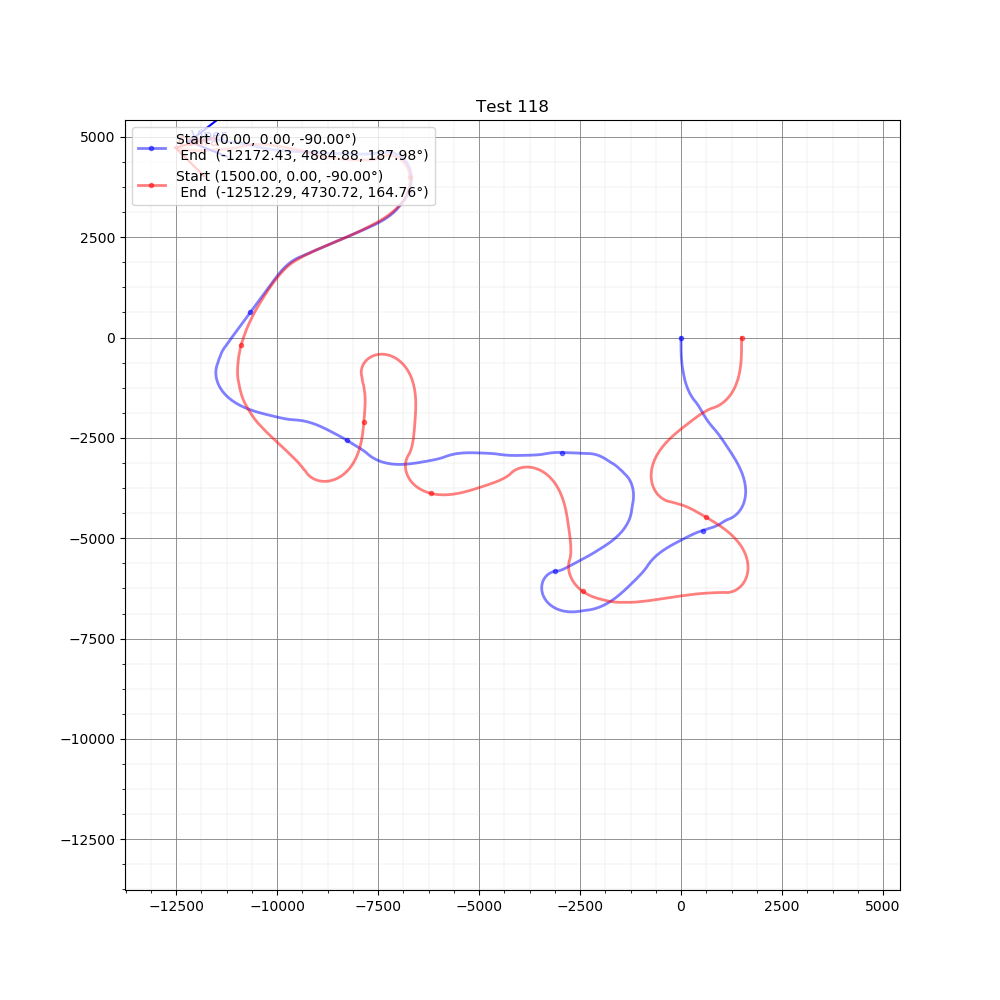 Test 118
Start (0.00, 0.00, -90.00°)
End (-12172.43, 4884.88, 187.98°)
Start (1500.00, 0.00, -90.00°)
End (-12512.29, 4730.72, 164.76°)
5000
2500
0
−2500
−5000
−7500
−10000
−12500
−12500 −10000 −7500 −5000 −2500 0 2500 5000